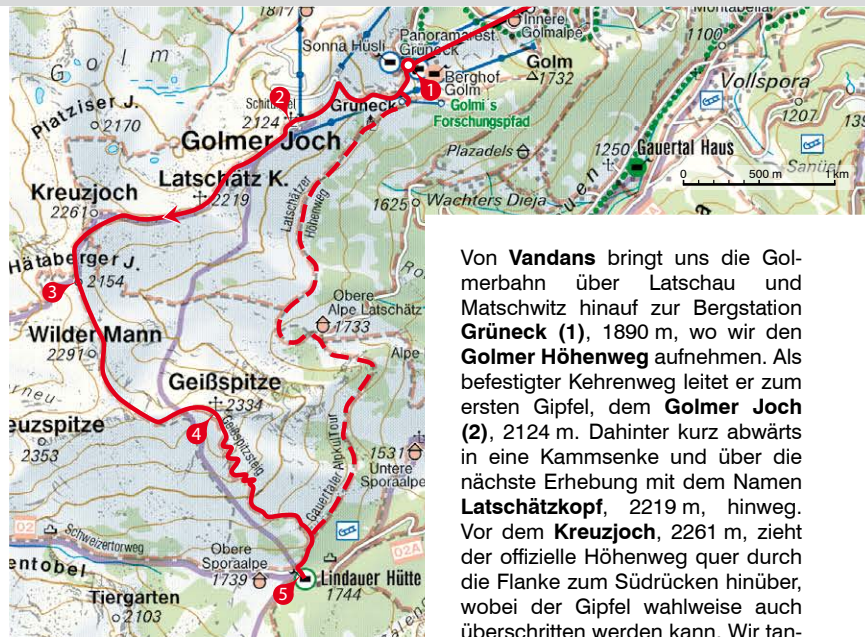 1817
Innere
Golmalpe
Montabella
Panoramarest.
Grüneck
Sonna Hüsli
1100
Golm
Golm
1732
Berghof
Golm
Vollspora
1207
1
2
Grüneck
Golmi´s
Forschungspfad
Platziser J.
2170
2124
Golmer Joch
Plazadels
1250
Gauertal Haus
0 500 m 1 km
Latschätz K.
2219
Kreuzjoch
2261
Latschätzer
Höhenweg
1625
Wachters Dieja
Hätaberger J.
2154
3
Obere
Alpe Latschätz
1733
Alpe
Wilder Mann
2291
Geißspitze
2334
euzspitze
2353
4
Geißspitzsteig
Gauertaler AlpkulTour
1531
Untere
Sporaalpe
02
Schweizertorweg
02A
Obere
Sporaalpe
1739
entobel
Lindauer Hütte
1744
5
Tiergarten
2103
Von Vandans bringt uns die Gol-
merbahn über Latschau und
Matschwitz hinauf zur Bergstation
Grüneck (1), 1890 m, wo wir den
Golmer Höhenweg aufnehmen. Als
befestigter Kehrenweg leitet er zum
ersten Gipfel, dem Golmer Joch
(2), 2124 m. Dahinter kurz abwärts
in eine Kammsenke und über die
nächste Erhebung mit dem Namen
Latschätzkopf, 2219 m, hinweg.
Vor dem Kreuzjoch, 2261 m, zieht
der offizielle Höhenweg quer durch
die Flanke zum Südrücken hinüber,
wobei der Gipfel wahlweise auch
überschritten werden kann. Wir tan-